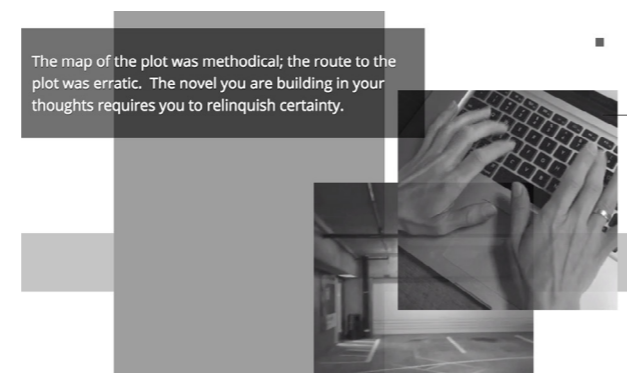 The map of the plot was methodical; the route to the
plot was erratic.  The novel you are building in your
thoughts requires you to relinquish certainty.